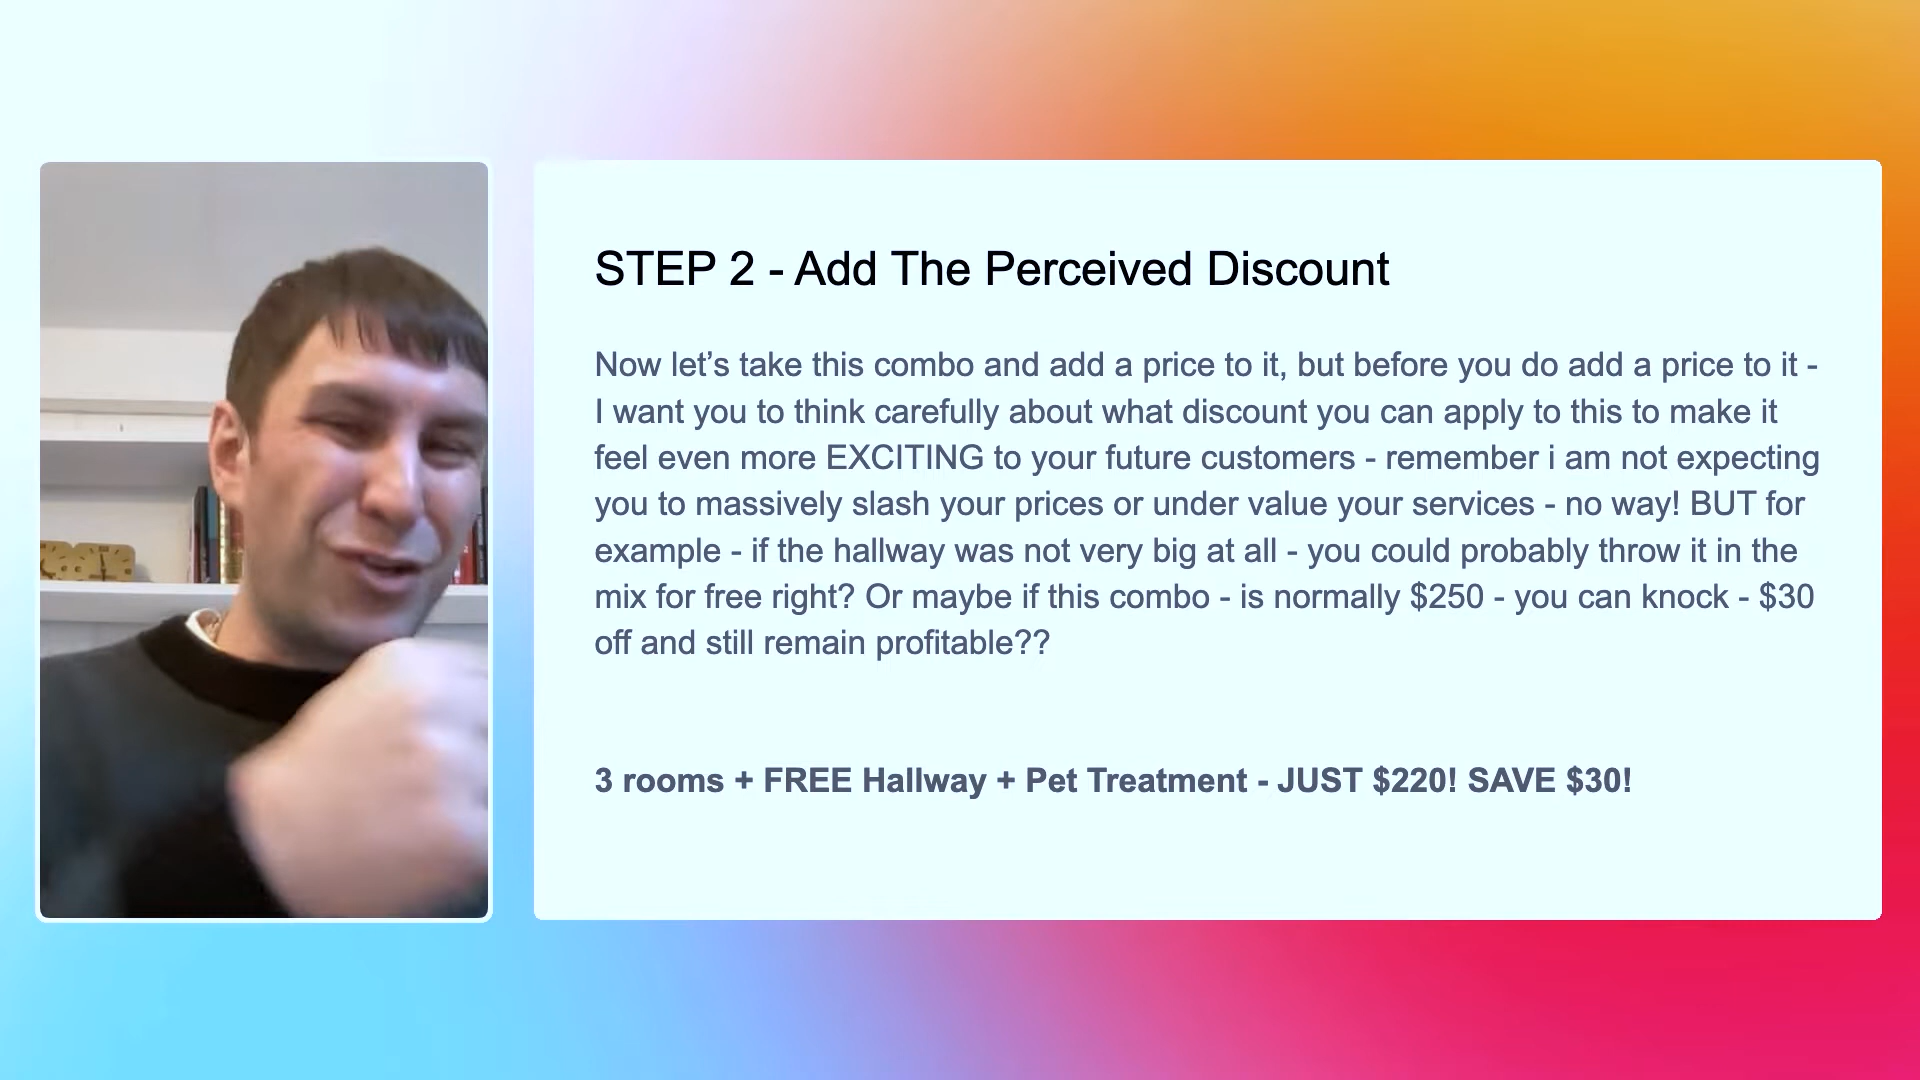 STEP 2 - Add The Perceived Discount
Now let’s take this combo and add a price to it, but before you do add a price to it -
I want you to think carefully about what discount you can apply to this to make it
feel even more EXCITING to your future customers - remember i am not expecting
you to massively slash your prices or under value your services - no way! BUT for
example - if the hallway was not very big at all - you could probably throw it in the
mix for free right? Or maybe if this combo - is normally $250 - you can knock - $30
off and still remain profitable??
3 rooms + FREE Hallway + Pet Treatment - JUST $220! SAVE $30!